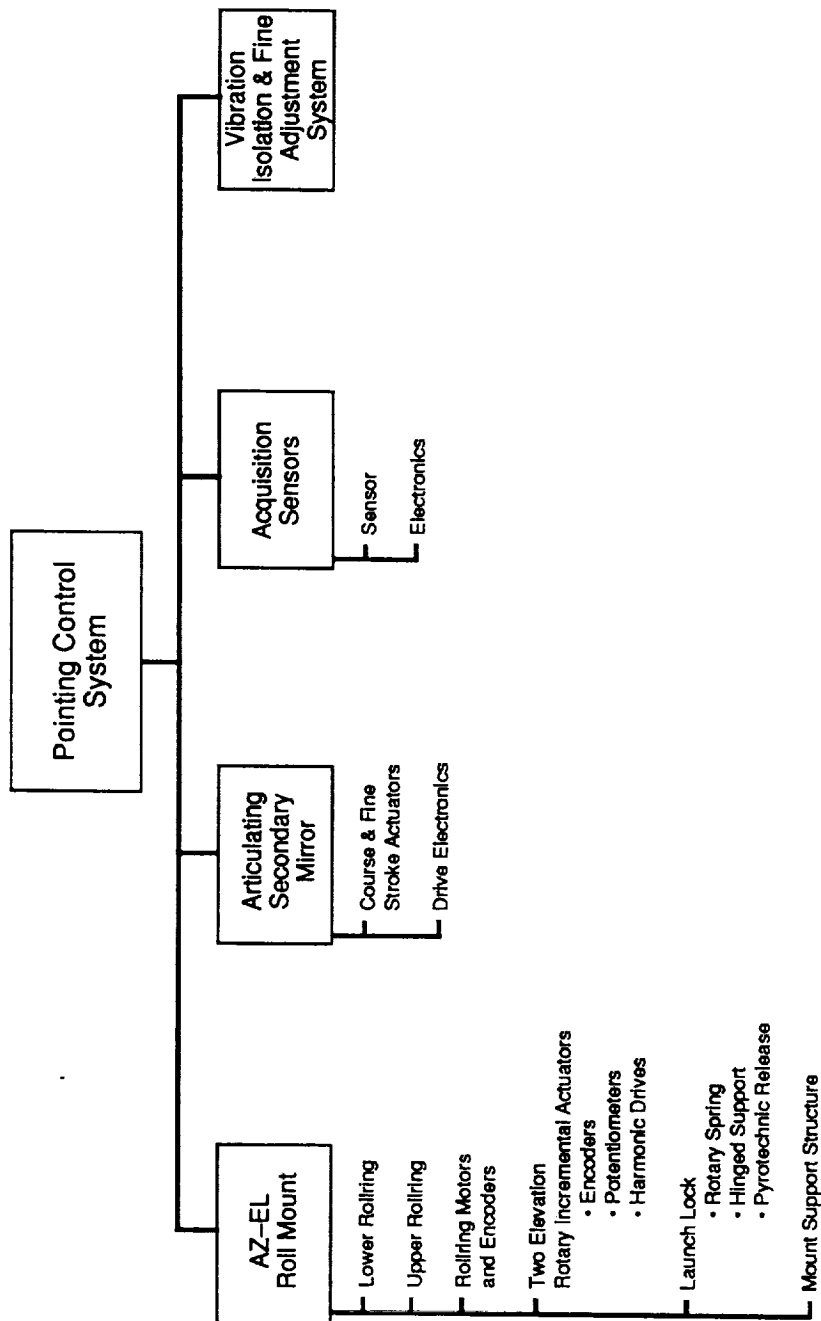 Pointing Control
System
AZ–EL
Roll Mount
Lower Rollring
Upper Rollring
Rollring Motors
and Encoders
Two Elevation
Rotary Incremental Actuators
• Encoders
• Potentiometers
• Harmonic Drives
Launch Lock
• Rotary Spring
• Hinged Support
• Pyrotechnic Release
Mount Support Structure
Articulating
Secondary
Mirror
Course & Fine
Stroke Actuators
Drive Electronics
Acquisition
Sensors
Sensor
Electronics
Vibration
Isolation & Fine
Adjustment
System